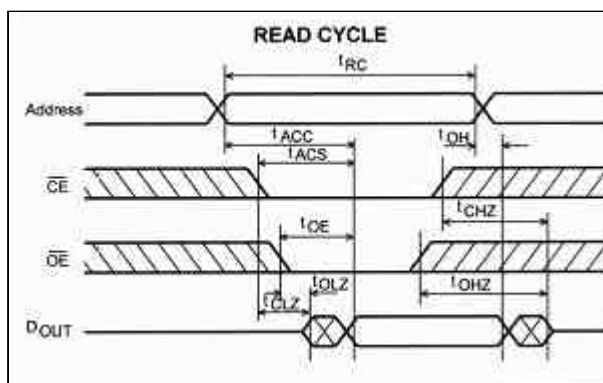 READ CYCLE
tRC
Address
tACC
tOH
tACS
CE
tCHZ
tOE
OE
tOLZ
tOHZ
tCLZ
DOUT